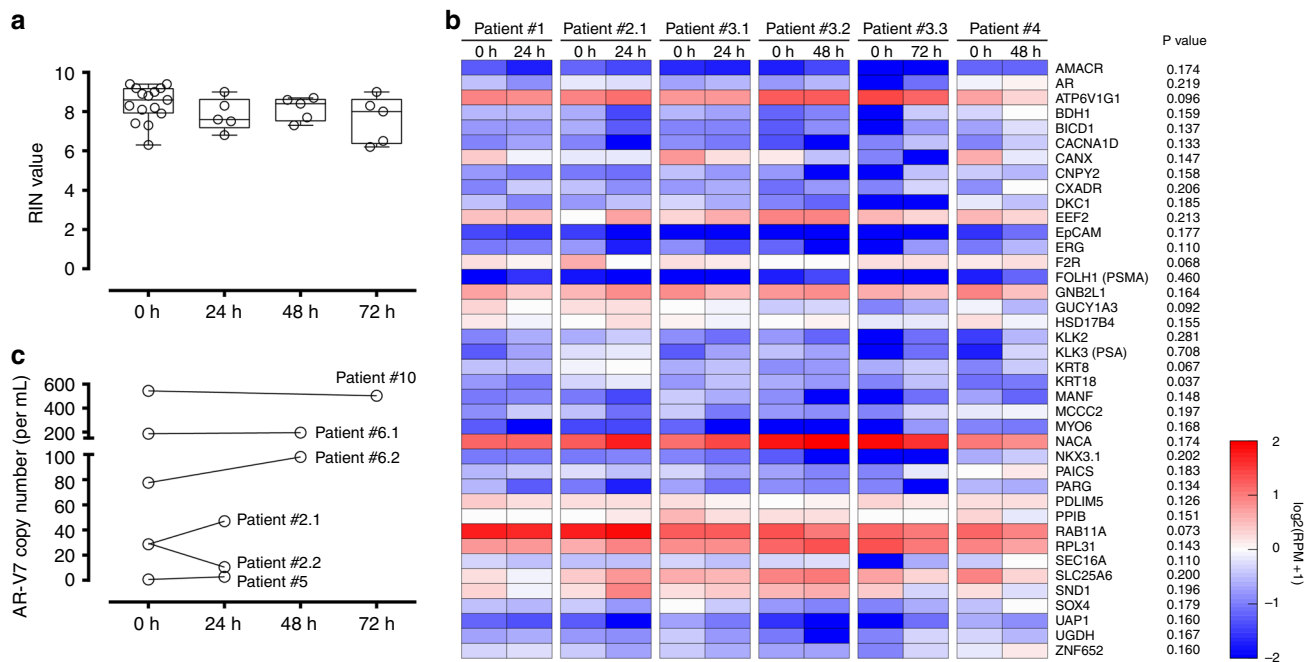 a
RIN value
10
8
6
4
2
0
0 h 24 h 48 h 72 h
c
AR-V7 copy number (per mL)
600
400
200
100
80
60
40
20
0
Patient #10
Patient #6.1
Patient #6.2
Patient #2.1
Patient #2.2
Patient #5
0 h 24 h 48 h 72 h
b
Patient #1 Patient #2.1 Patient #3.1 Patient #3.2 Patient #3.3 Patient #4
0 h 24 h 0 h 24 h 0 h 24 h 0 h 48 h 0 h 72 h 0 h 48 h
P value
AMACR 0.174
AR 0.219
ATP6V1G1 0.096
BDH1 0.159
BICD1 0.137
CACNA1D 0.133
CANX 0.147
CNPY2 0.158
CXADR 0.206
DKC1 0.185
EEF2 0.213
EpCAM 0.177
ERG 0.110
F2R 0.068
FOLH1 (PSMA) 0.460
GNB2L1 0.164
GUCY1A3 0.092
HSD17B4 0.155
KLK2 0.281
KLK3 (PSA) 0.708
KRT8 0.067
KRT18 0.037
MANF 0.148
MCCC2 0.197
MYO6 0.168
NACA 0.174
NKX3.1 0.202
PAICS 0.183
PARG 0.134
PDLIM5 0.126
PPIB 0.151
RAB11A 0.073
RPL31 0.143
SEC16A 0.110
SLC25A6 0.200
SND1 0.196
SOX4 0.179
UAP1 0.160
UGDH 0.167
ZNF652 0.160
2
1
0
−1
−2
log2(RPM +1)